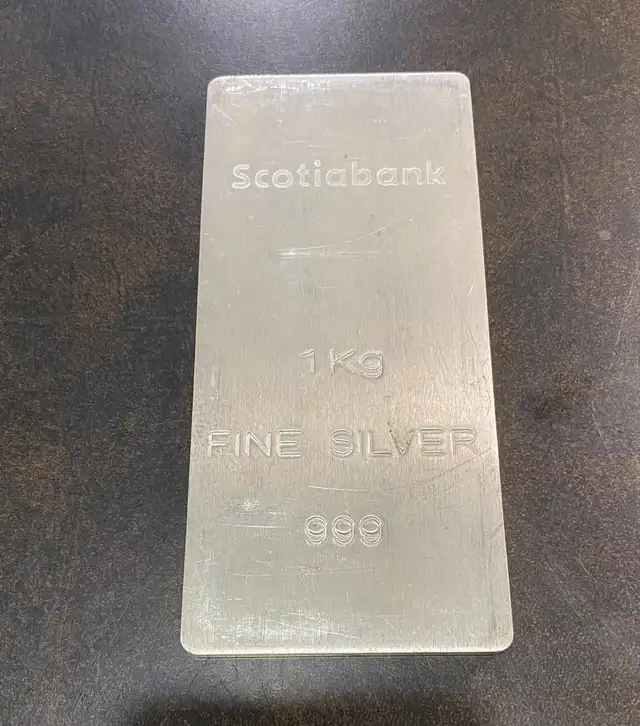 Scotiabank
1Kg
FINE SILVER
999